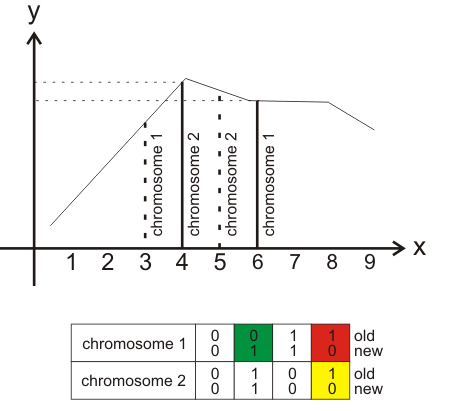 y
chromosome 1
chromosome 2
chromosome 2
chromosome 1
x
1 2 3 4 5 6 7 8 9
chromosome 1 0 0 1 1 old
0 1 1 0 new
chromosome 2 0 1 0 1 old
0 1 0 0 new